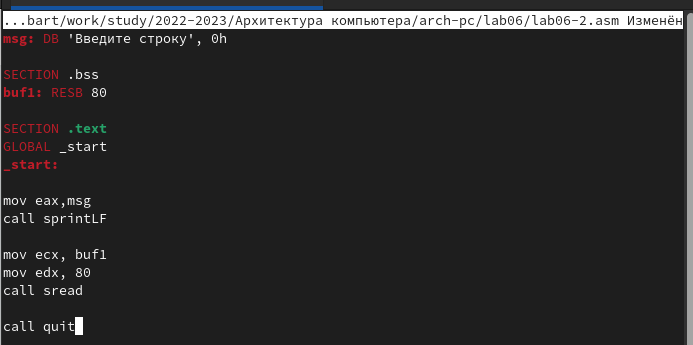 ...bart/work/study/2022-2023/Архитектура компьютера/arch-pc/lab06/lab06-2.asm Изменён
msg: DB 'Введите строку', 0h
SECTION .bss
buf1: RESB 80
SECTION .text
GLOBAL _start
_start:
mov eax,msg
call sprintLF
mov ecx, buf1
mov edx, 80
call sread
call quit